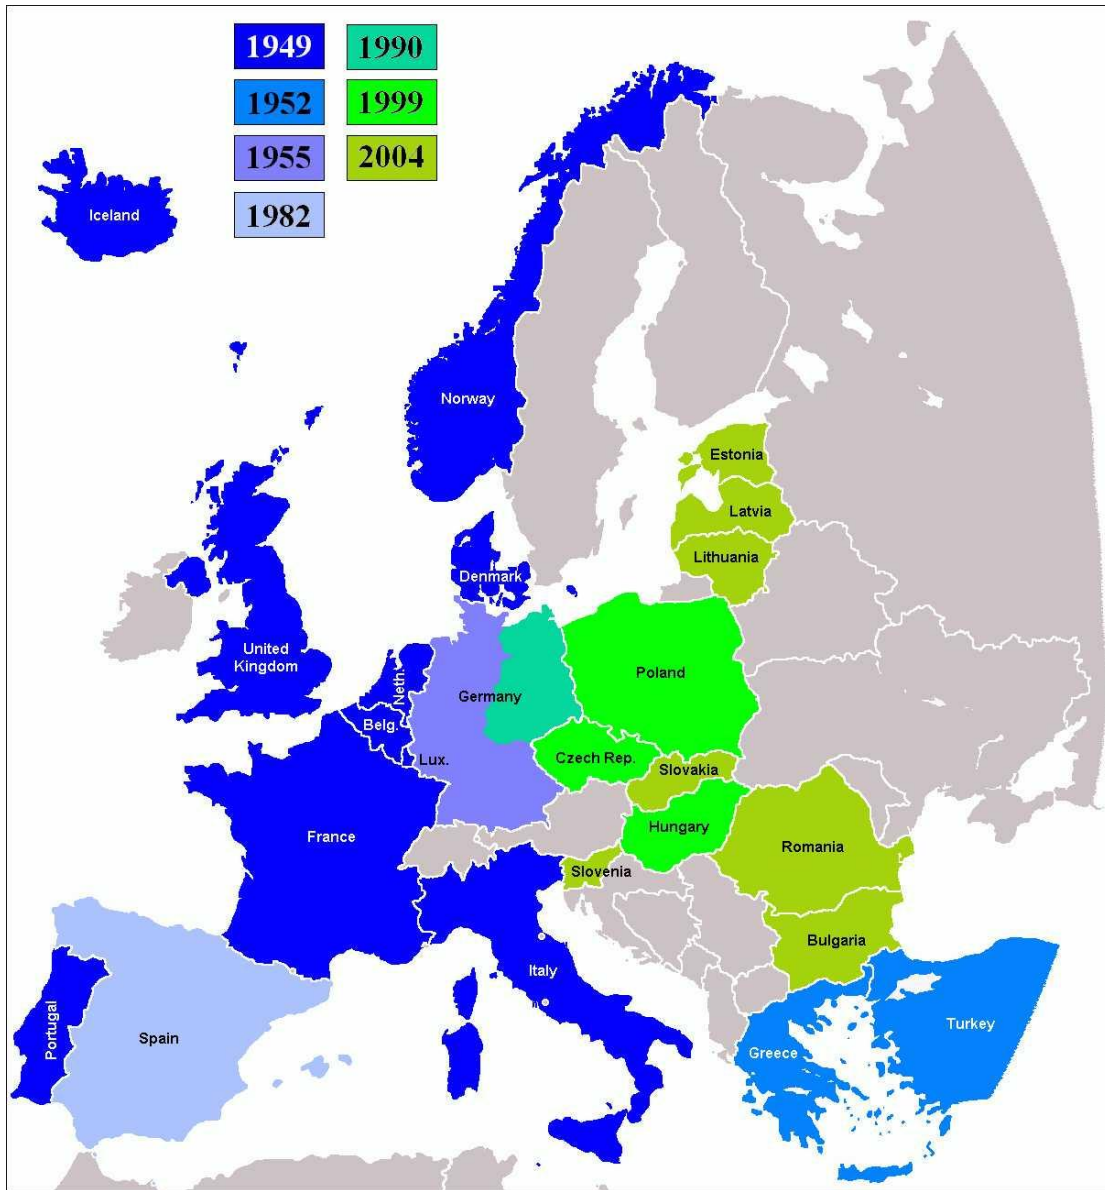 1949
1990
1952
1999
1955
2004
1982
Iceland
Norway
Estonia
Latvia
Lithuania
Denmark
United
Kingdom
Neth.
Germany
Poland
Belg.
Lux.
Czech Rep.
Slovakia
France
Hungary
Romania
Slovenia
Bulgaria
Italy
Portugal
Spain
Turkey
Greece